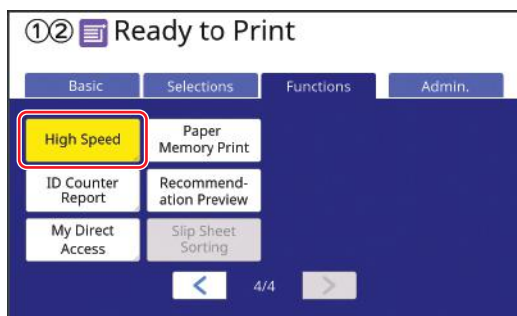 ①② Ready to Print
Basic Selections Functions Admin.
High Speed
Paper
Memory Print
ID Counter
Report
Recommend-
ation Preview
My Direct
Access
Slip Sheet
Sorting
< 4/4 >